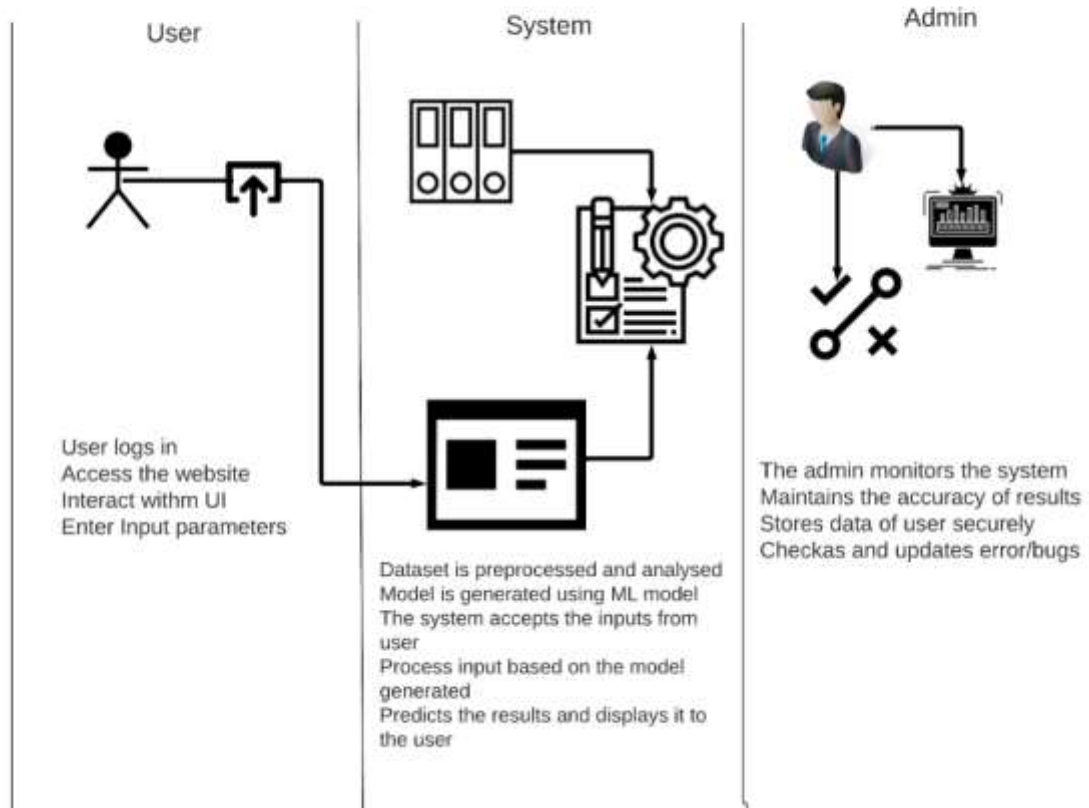 User
System
Admin
User logs in
Access the website
Interact withm UI
Enter Input parameters
Dataset is preprocessed and analysed
Model is generated using ML model
The system accepts the inputs from
user
Process input based on the model
generated
Predicts the results and displays it to
the user
The admin monitors the system
Maintains the accuracy of results
Stores data of user securely
Checkas and updates error/bugs